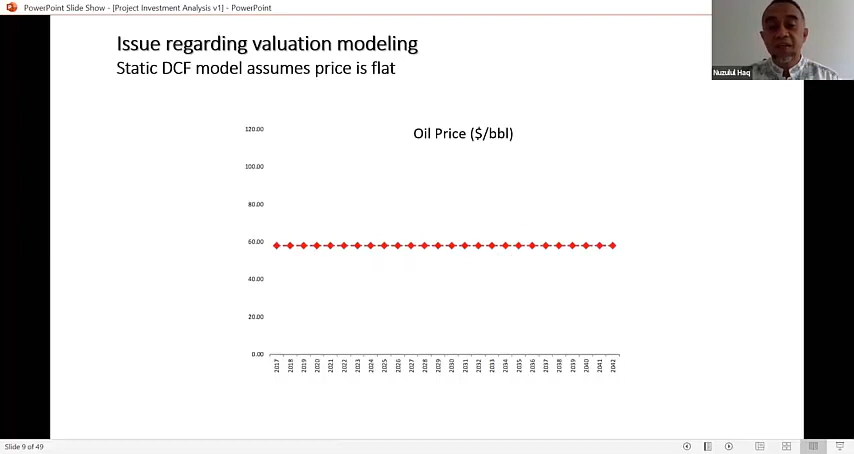 PowerPoint Slide Show - [Project Investment Analysis v1] - PowerPoint
Nuzulul Haq
Issue regarding valuation modeling
Static DCF model assumes price is flat
Oil Price ($/bbl)
120.00
100.00
80.00
60.00
40.00
20.00
0.00
2017 2018 2019 2020 2021 2022 2023 2024 2025 2026 2027 2028 2029 2030 2031 2032 2033 2034 2035 2036 2037 2038 2039 2040 2041 2042
Slide 9 of 49